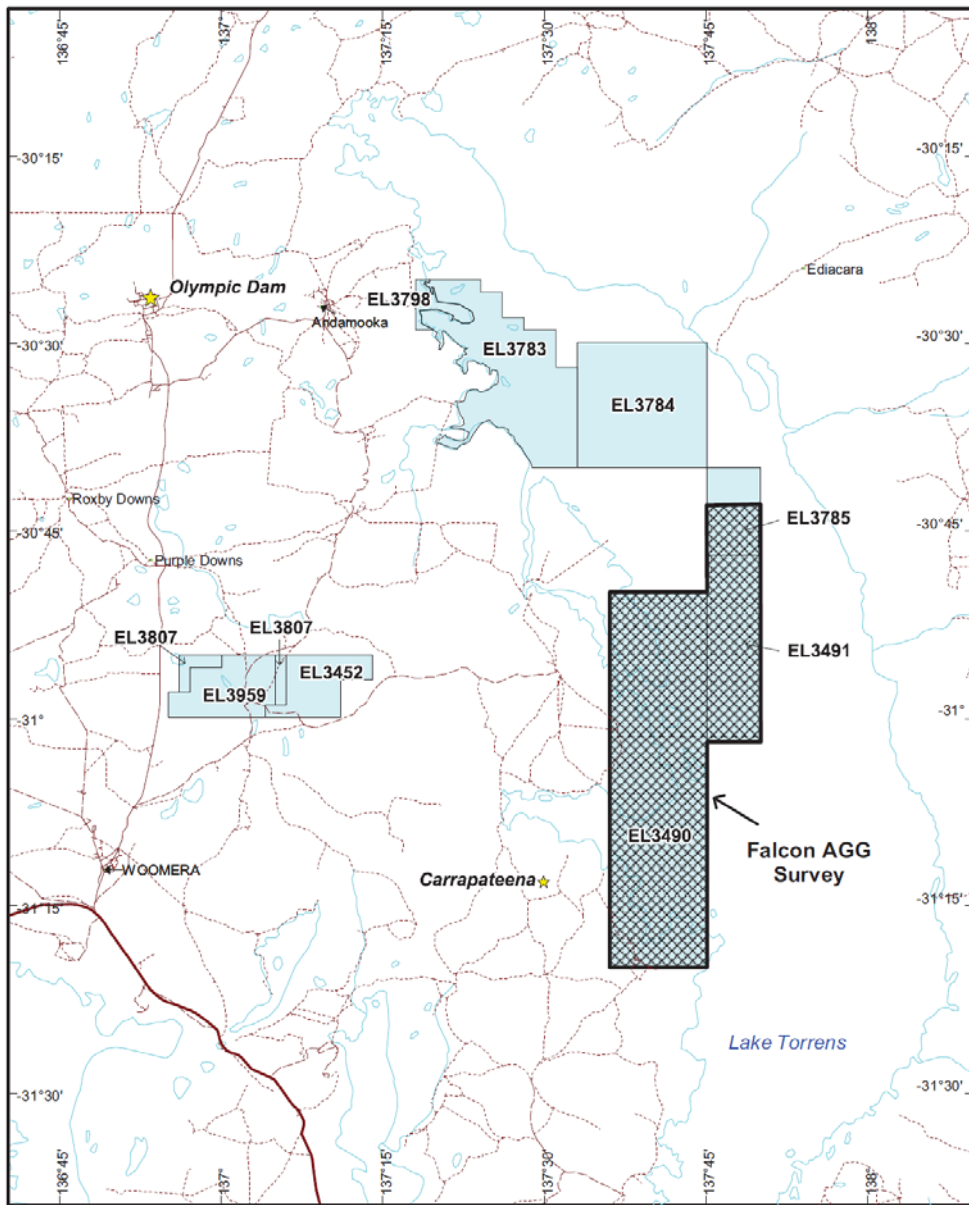 136°45'
137°
137°15'
137°30'
137°45'
138°
-30°15'
-30°15'
Ediacara
Olympic Dam
EL3798
Andamooka
-30°30'
EL3783
-30°30'
EL3784
Roxby Downs
EL3785
-30°45'
-30°45'
Purple Downs
EL3807
EL3807
EL3491
EL3452
EL3959
-31°
-31°
EL3490
Falcon AGG
Survey
WOOMERA
Carrapateena
-31°15'
-31°15'
Lake Torrens
-31°30'
-31°30'
136°45'
137°
137°15'
137°30'
137°45'
138°